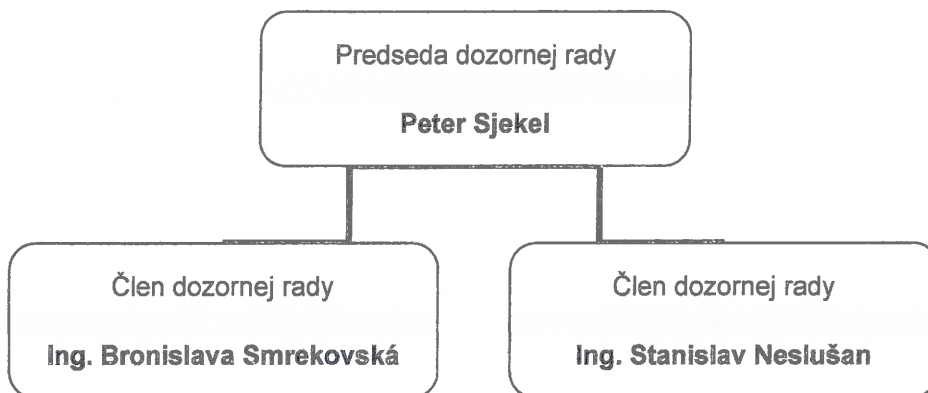 Predseda dozornej rady
Peter Sjekel
Člen dozornej rady
Ing. Bronislava Smrekovská
Člen dozornej rady
Ing. Stanislav Neslušan